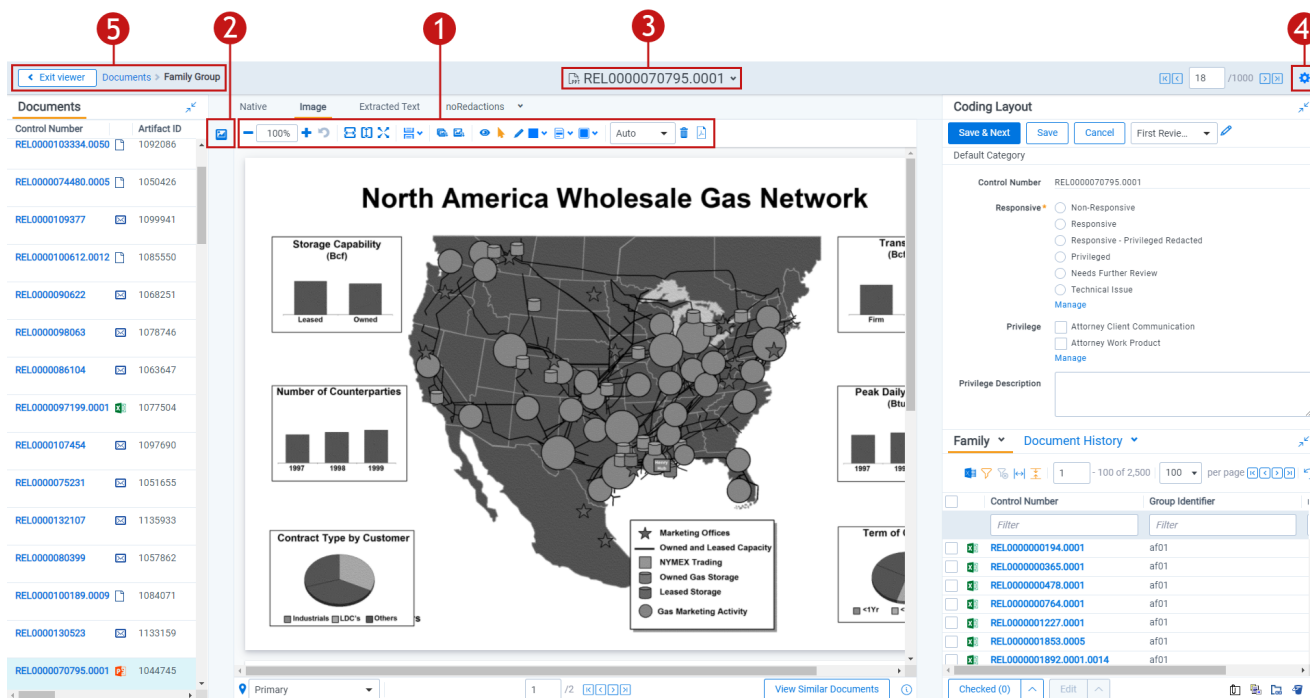 5
2
1
3
4
Exit viewer
Documents > Family Group
REL0000070795.0001
18
/1000
Documents
Native
Image
Extracted Text
noRedactions
Coding Layout
Control Number
Artifact ID
100%
Auto
Save & Next
Save
Cancel
First Revie...
REL0000103334.0050
1092086
Default Category
REL0000074480.0005
1050426
Control Number
REL0000070795.0001
REL0000109377
1099941
Responsive*
Non-Responsive
Responsive
Responsive - Privileged Redacted
Privileged
Needs Further Review
Technical Issue
Manage
REL0000100612.0012
1085550
REL0000090622
1068251
REL0000098063
1078746
Privilege
Attorney Client Communication
Attorney Work Product
Manage
REL0000086104
1063647
Privilege Description
REL0000097199.0001
1077504
REL0000107454
1097690
REL0000075231
1051655
REL0000132107
1135933
REL0000080399
1057862
REL0000100189.0009
1084071
REL0000130523
1133159
REL0000070795.0001
1044745
North America Wholesale Gas Network
Storage Capability
(Bcf)
Leased
Owned
Trans
(Bcf
Firm
Number of Counterparties
1997
1998
1999
Peak Daily
(Btu
1997
199
Contract Type by Customer
Industrials
LDC's
Others
s
Marketing Offices
Owned and Leased Capacity
NYMEX Trading
Owned Gas Storage
Leased Storage
Gas Marketing Activity
Term of
<1Yr
<
Primary
1
/2
View Similar Documents
Family
Document History
1
- 100 of 2,500
100
per page
Control Number
Group Identifier
Filter
Filter
REL0000000194.0001
af01
REL0000000365.0001
af01
REL0000000478.0001
af01
REL0000000764.0001
af01
REL0000001227.0001
af01
REL0000001853.0005
af01
REL0000001892.0001.0014
af01
Checked (0)
Edit